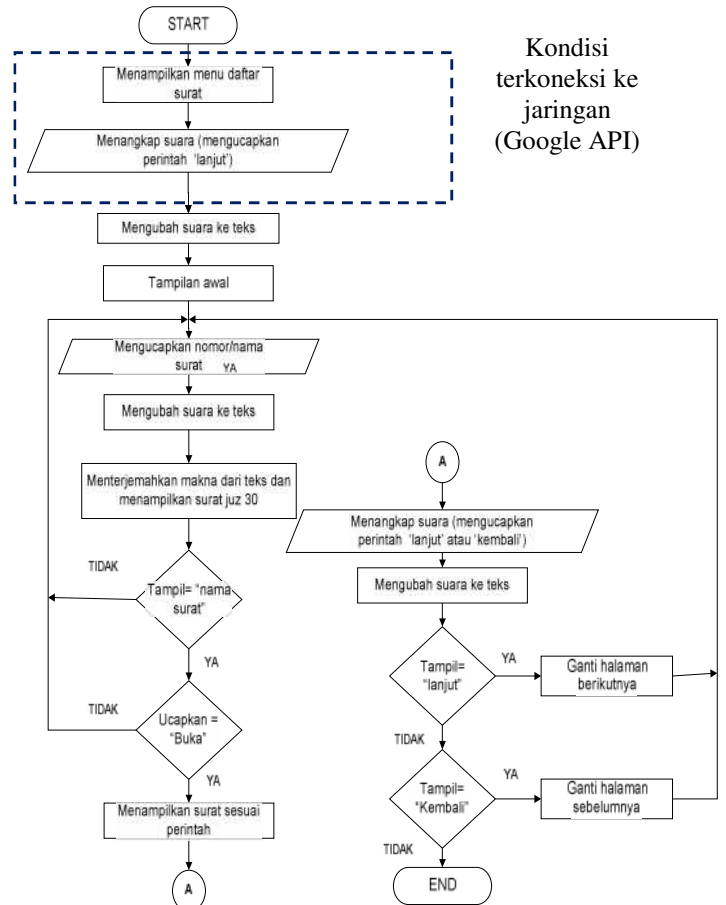 START
Kondisi
terkoneksi ke
jaringan
(Google API)
Menampilkan menu daftar
surat
Menangkap suara (mengucapkan
perintah 'lanjut')
Mengubah suara ke teks
Tampilan awal
Mengucapkan nomor/nama
surat YA
Mengubah suara ke teks
Menterjemahkan makna dari teks dan
menampilkan surat juz 30
TIDAK
Tampil= "nama
surat"
YA
TIDAK
Ucapkan =
"Buka"
YA
Menampilkan surat sesuai
perintah
A
A
Menangkap suara (mengucapkan
perintah 'lanjut' atau 'kembali')
Mengubah suara ke teks
Tampil=
"lanjut"
YA
Ganti halaman
berikutnya
TIDAK
Tampil=
"Kembali"
YA
Ganti halaman
sebelumnya
TIDAK
END